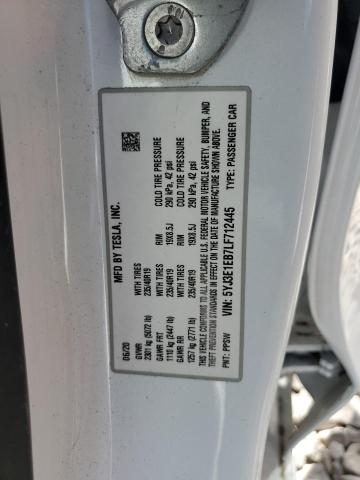 MFD BY TESLA, INC.
06/20
GVWR
2301 kg (5072 lb)
GAWR FRT
1110 kg (2447 lb)
WITH TIRES
235/40R19
RIM
19X8.5J
COLD TIRE PRESSURE
290 kPa, 42 psi
GAWR RR
1257 kg (2771 lb)
WITH TIRES
235/40R19
RIM
19X8.5J
COLD TIRE PRESSURE
290 kPa, 42 psi
THIS VEHICLE CONFORMS TO ALL APPLICABLE U.S. FEDERAL MOTOR VEHICLE SAFETY, BUMPER, AND
THEFT PREVENTION STANDARDS IN EFFECT ON THE DATE OF MANUFACTURE SHOWN ABOVE.
VIN: 5YJ3E1EB7LF712445
TYPE: PASSENGER CAR
PNT: PPSW